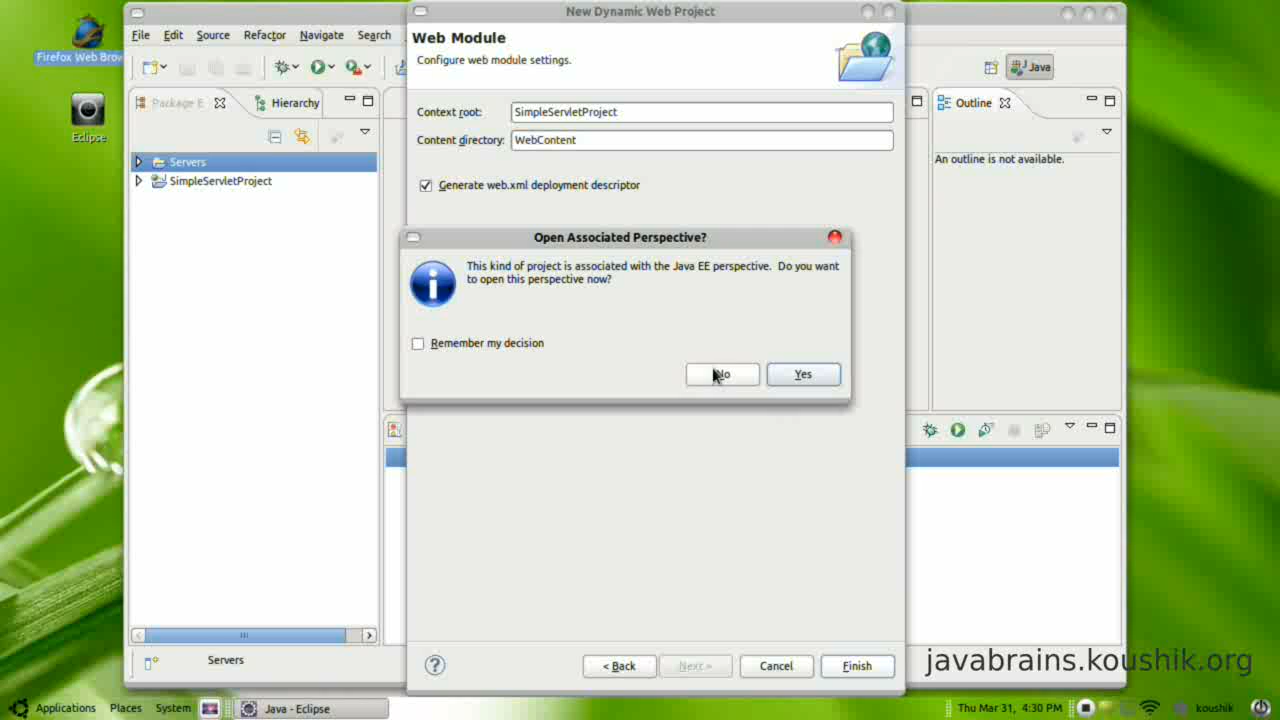 New Dynamic Web Project
Firefox Web Brow
Eclipse
File Edit Source Refactor Navigate Search
Java
Web Module
Configure web module settings.
Package E
Hierarchy
Outline
An outline is not available.
Servers
SimpleServletProject
Context root: SimpleServletProject
Content directory: WebContent
Generate web.xml deployment descriptor
Open Associated Perspective?
This kind of project is associated with the Java EE perspective. Do you want
to open this perspective now?
Remember my decision
No Yes
Servers
< Back Next > Cancel Finish
javabrains.koushik.org
Applications Places System Java - Eclipse Thu Mar 31, 4:30 PM koushik